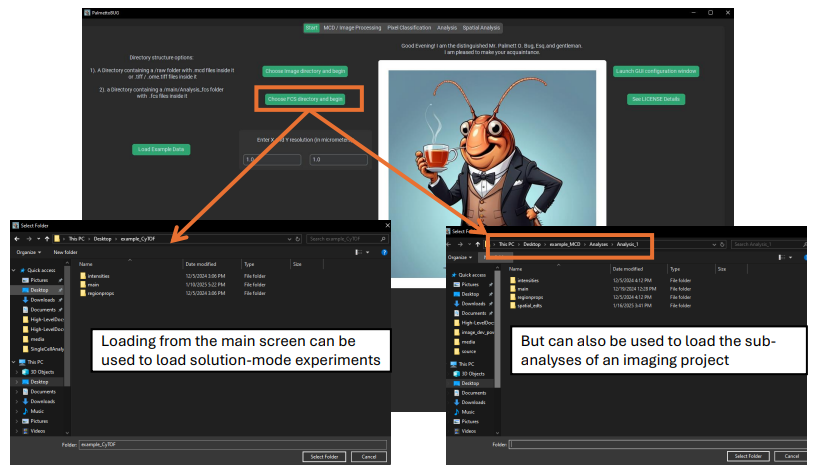 PalmettoBUG
Start MCD / Image Processing Pixel Classification Analysis Spatial Analysis
Directory structure options:
1). A Directory containing a /raw folder with .mcd files inside it
or .tiff / .ome.tiff files inside it
2). a Directory containing a /main/Analysis_fcs folder
with .fcs files inside it
Load Example Data
Choose Image directory and begin
Choose FCS directory and begin
Enter X and Y resolution (in micrometers)
1.0 1.0
Good Evening! I am the distinguished Mr. Palmett O. Bug, Esq.and gentleman.
I am pleased to make your acquaintance.
Launch GUI configuration window
See LICENSE Details
Select Folder
This PC > Desktop > example_CyTOF
Search example_CyTOF
Organize New folder
Name Date modified Type Size
Quick access
Pictures
Desktop
Downloads
Documents
High-LevelDoc
High-LevelDoc
media
SingleCellAnaly
This PC
3D Objects
Desktop
Documents
Downloads
Music
Pictures
Videos
intensities 12/5/2024 3:06 PM File folder
main 1/10/2025 5:22 PM File folder
regionprops 12/5/2024 3:06 PM File folder
Loading from the main screen can be
used to load solution-mode experiments
Folder: example_CyTOF
Select Folder Cancel
Select F
This PC > Desktop > example_MCD > Analyses > Analysis_1
Search Analysis_1
Organize
Name Date modified Type Size
Quick access
Pictures
Desktop
Downloads
Documents
High-LevelDoc
image_dev_pow
media
source
This PC
3D Objects
Desktop
Documents
Downloads
Music
Pictures
Videos
intensities 12/5/2024 4:12 PM File folder
main 12/19/2024 12:28 PM File folder
regionprops 12/5/2024 4:12 PM File folder
spatial_edts 1/16/2025 3:41 PM File folder
But can also be used to load the sub-
analyses of an imaging project
Folder:
Select Folder Cancel